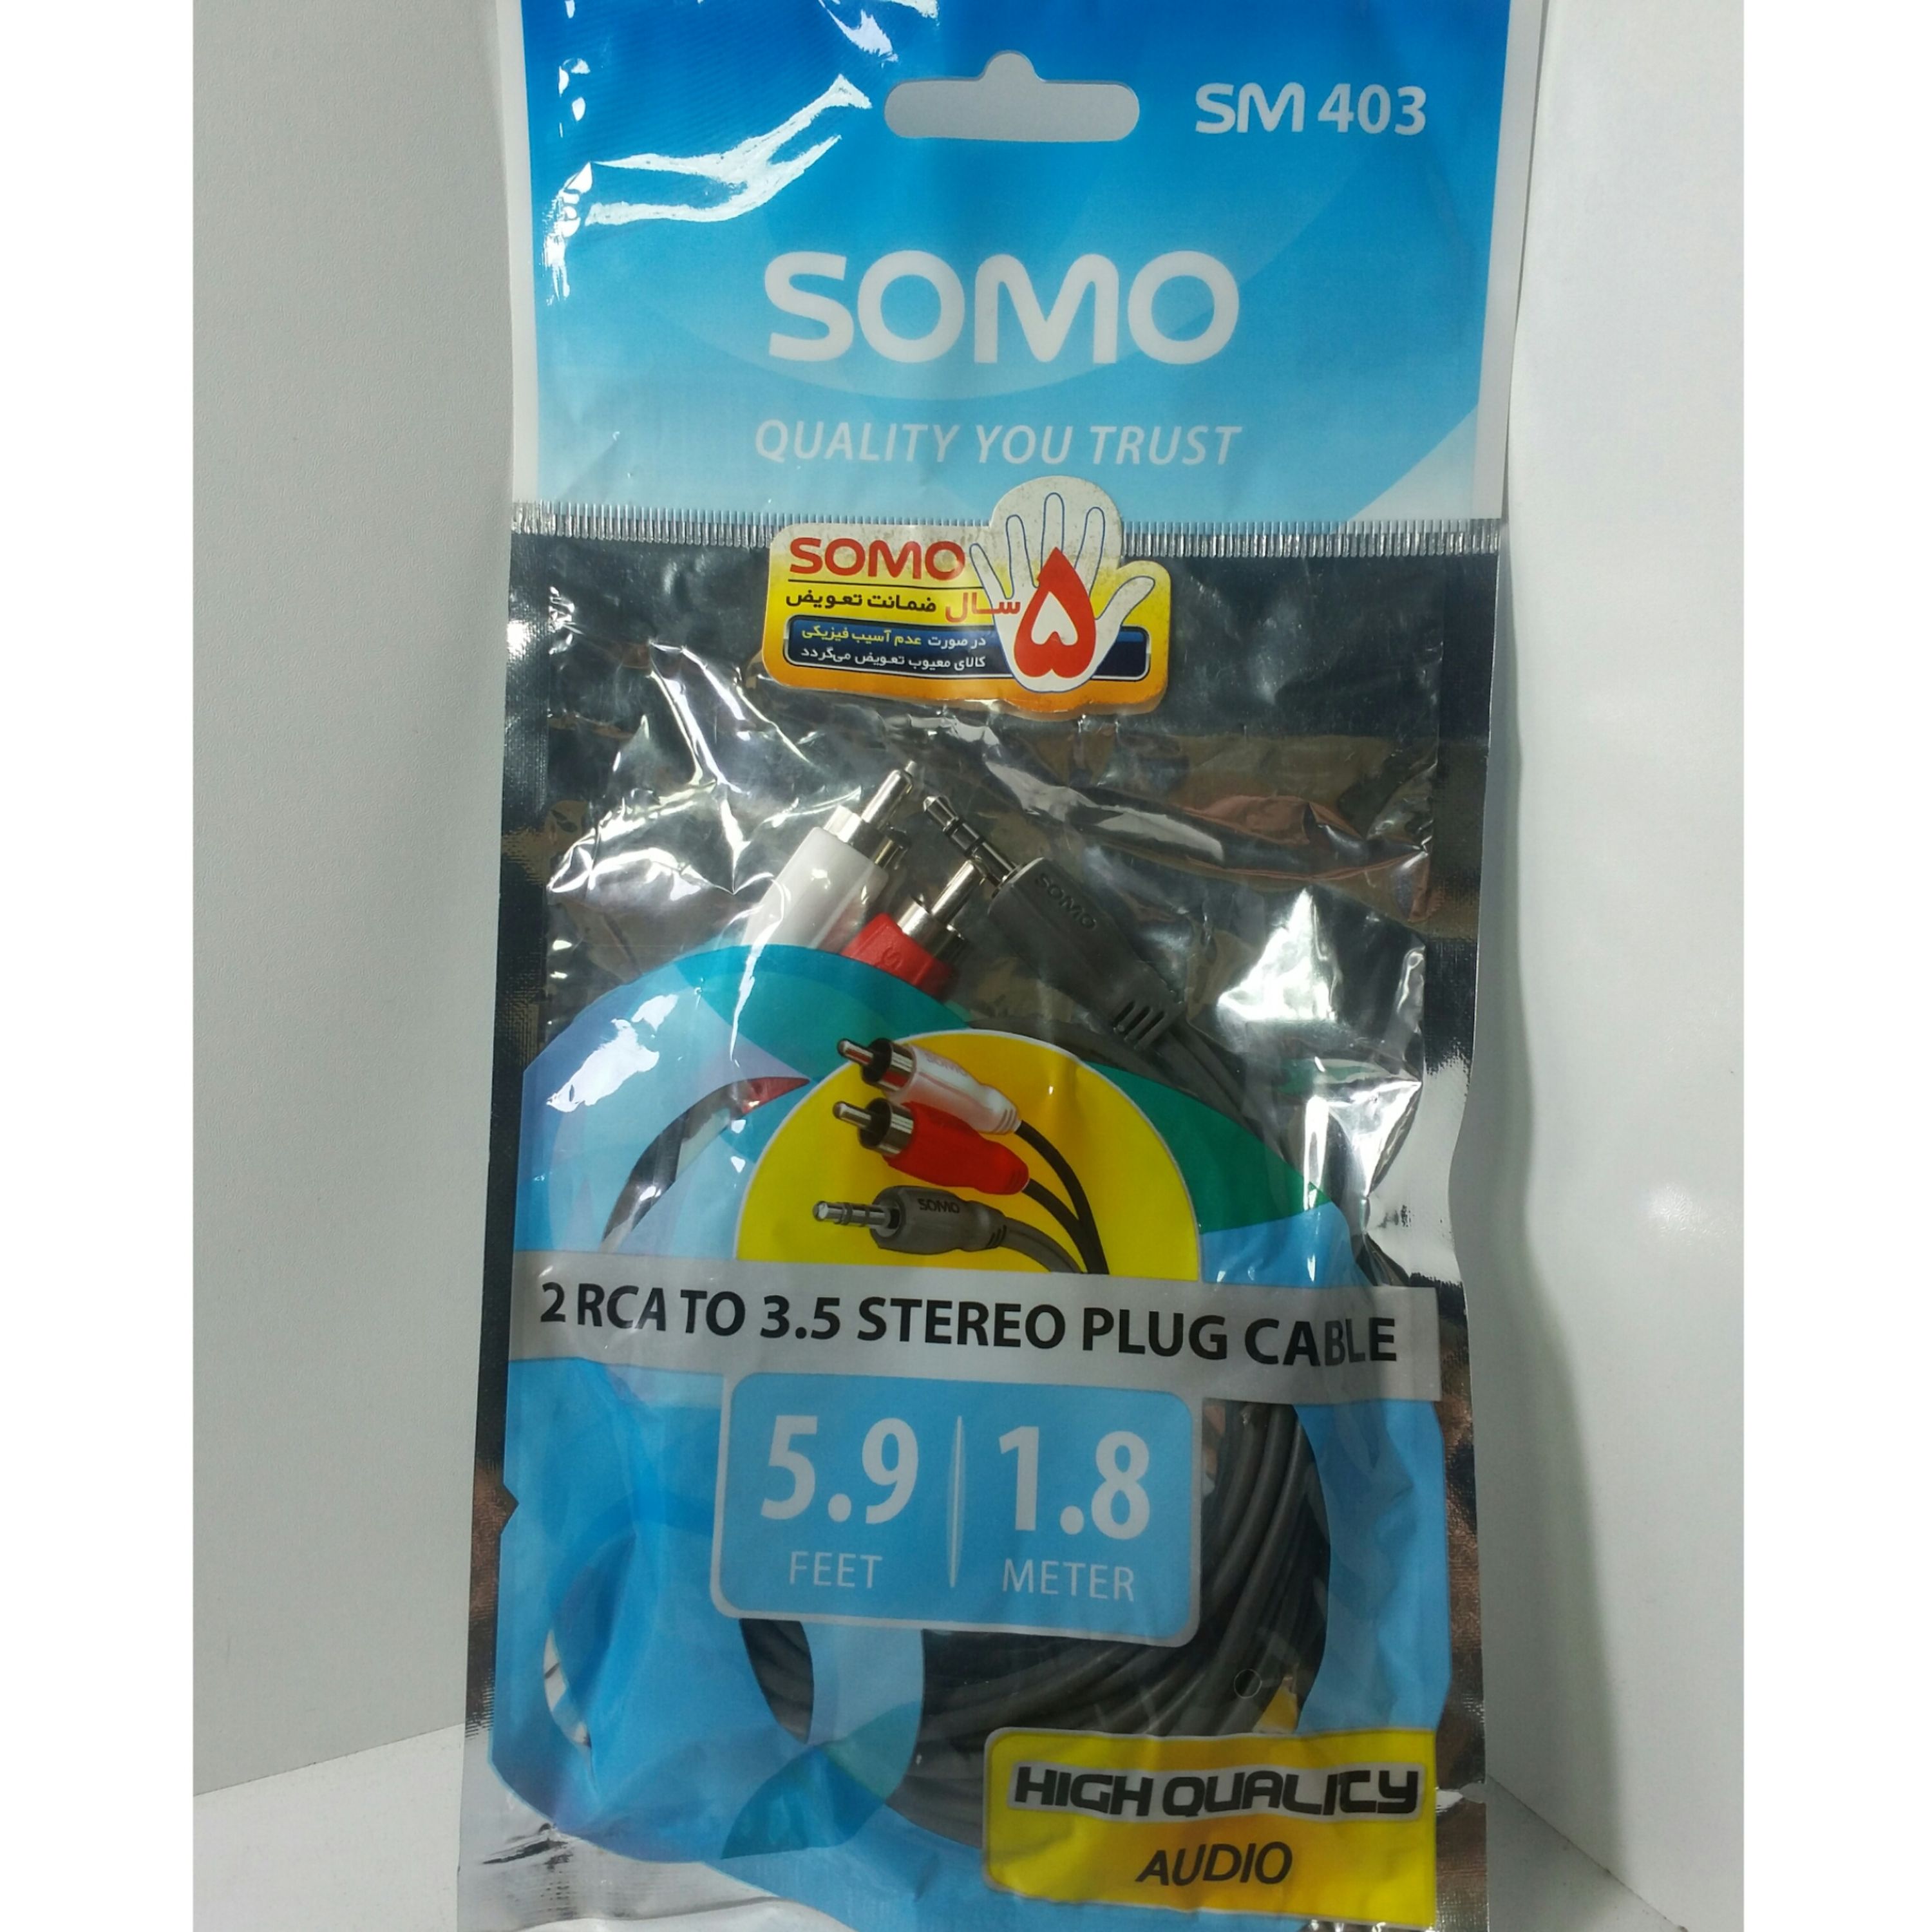 SM 403
SOMO
QUALITY YOU TRUST
SOMO
۵ سال ضمانت تعویض
در صورت عدم آسیب فیزیکی
کالای معیوب تعویض می‌گردد
SOMO
SOMO
2 RCA TO 3.5 STEREO PLUG CABLE
5.9 1.8
FEET METER
HIGH QUALITY
AUDIO